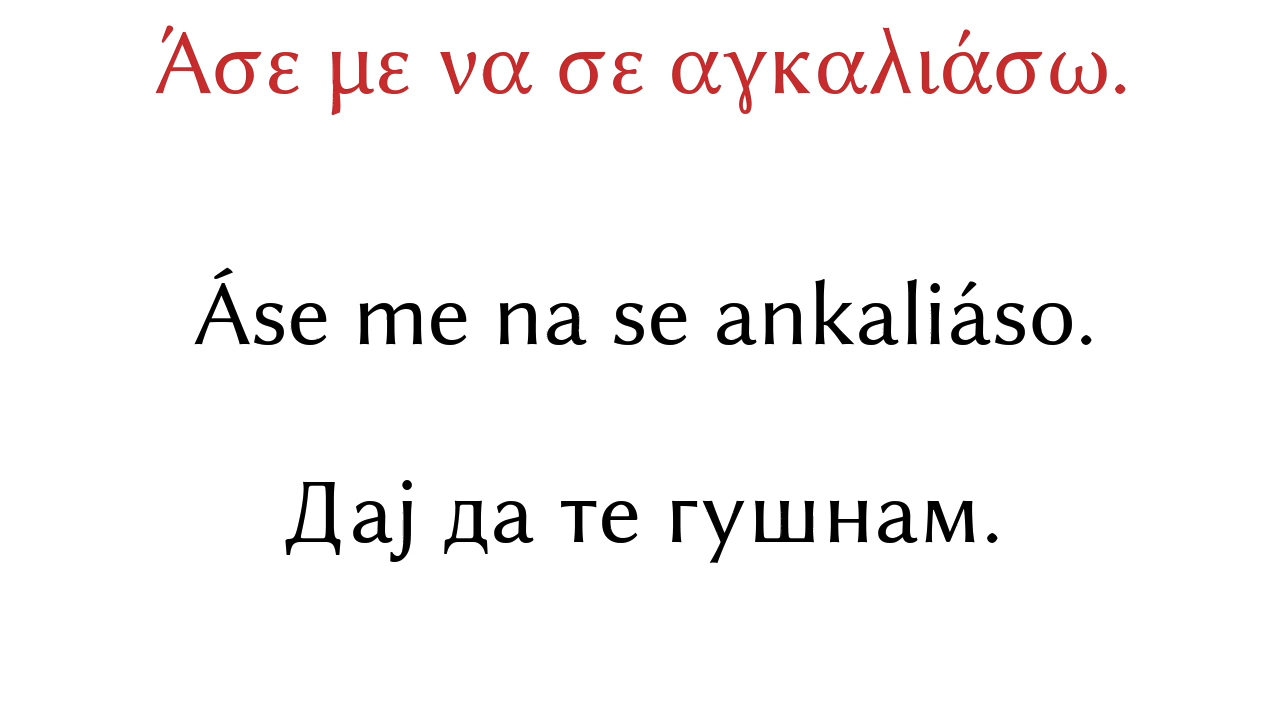 Άσε με να σε αγκαλιάσω.
Áse me na se ankaliáso.
Дај да те гушнам.